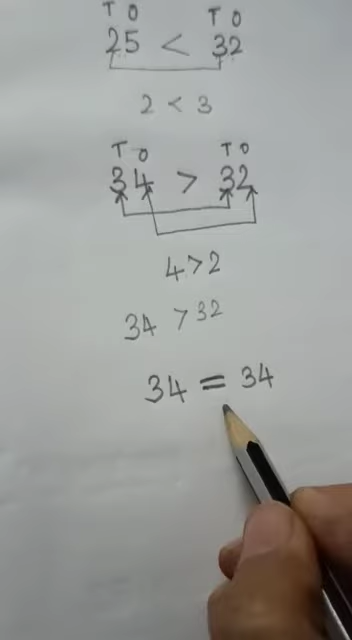 T O T O
25 < 32
2 < 3
T O T O
34 > 32
4>2
34 > 32
34 = 34